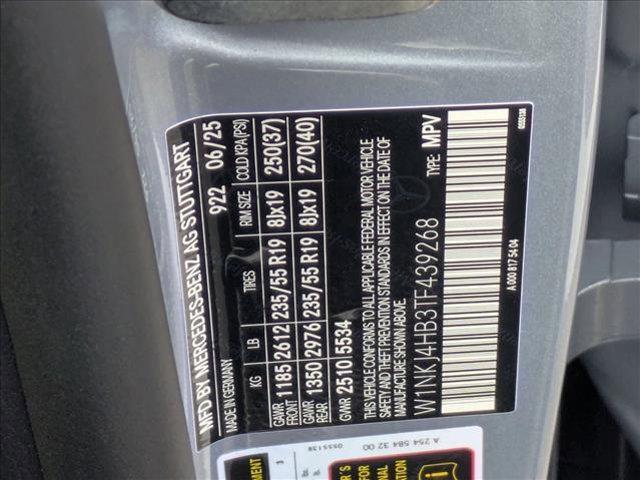 MFD BY MERCEDES-BENZ AG STUTTGART
MADE IN GERMANY 922 06/25
KG LB TIRES RIM SIZE COLD KPA(PSI)
GAWR FRONT 1185 2612 235/55 R19 8Jx19 250(37)
GAWR REAR 1350 2976 235/55 R19 8Jx19 270(40)
GVWR 2510 5534
THIS VEHICLE CONFORMS TO ALL APPLICABLE FEDERAL MOTOR VEHICLE
SAFETY AND THEFT PREVENTION STANDARDS IN EFFECT ON THE DATE OF
MANUFACTURE SHOWN ABOVE. TYPE: MPV
W1NKJ4HB3TF439268
A 000 817 54 04
0555138
A 254 584 32 00
0555138